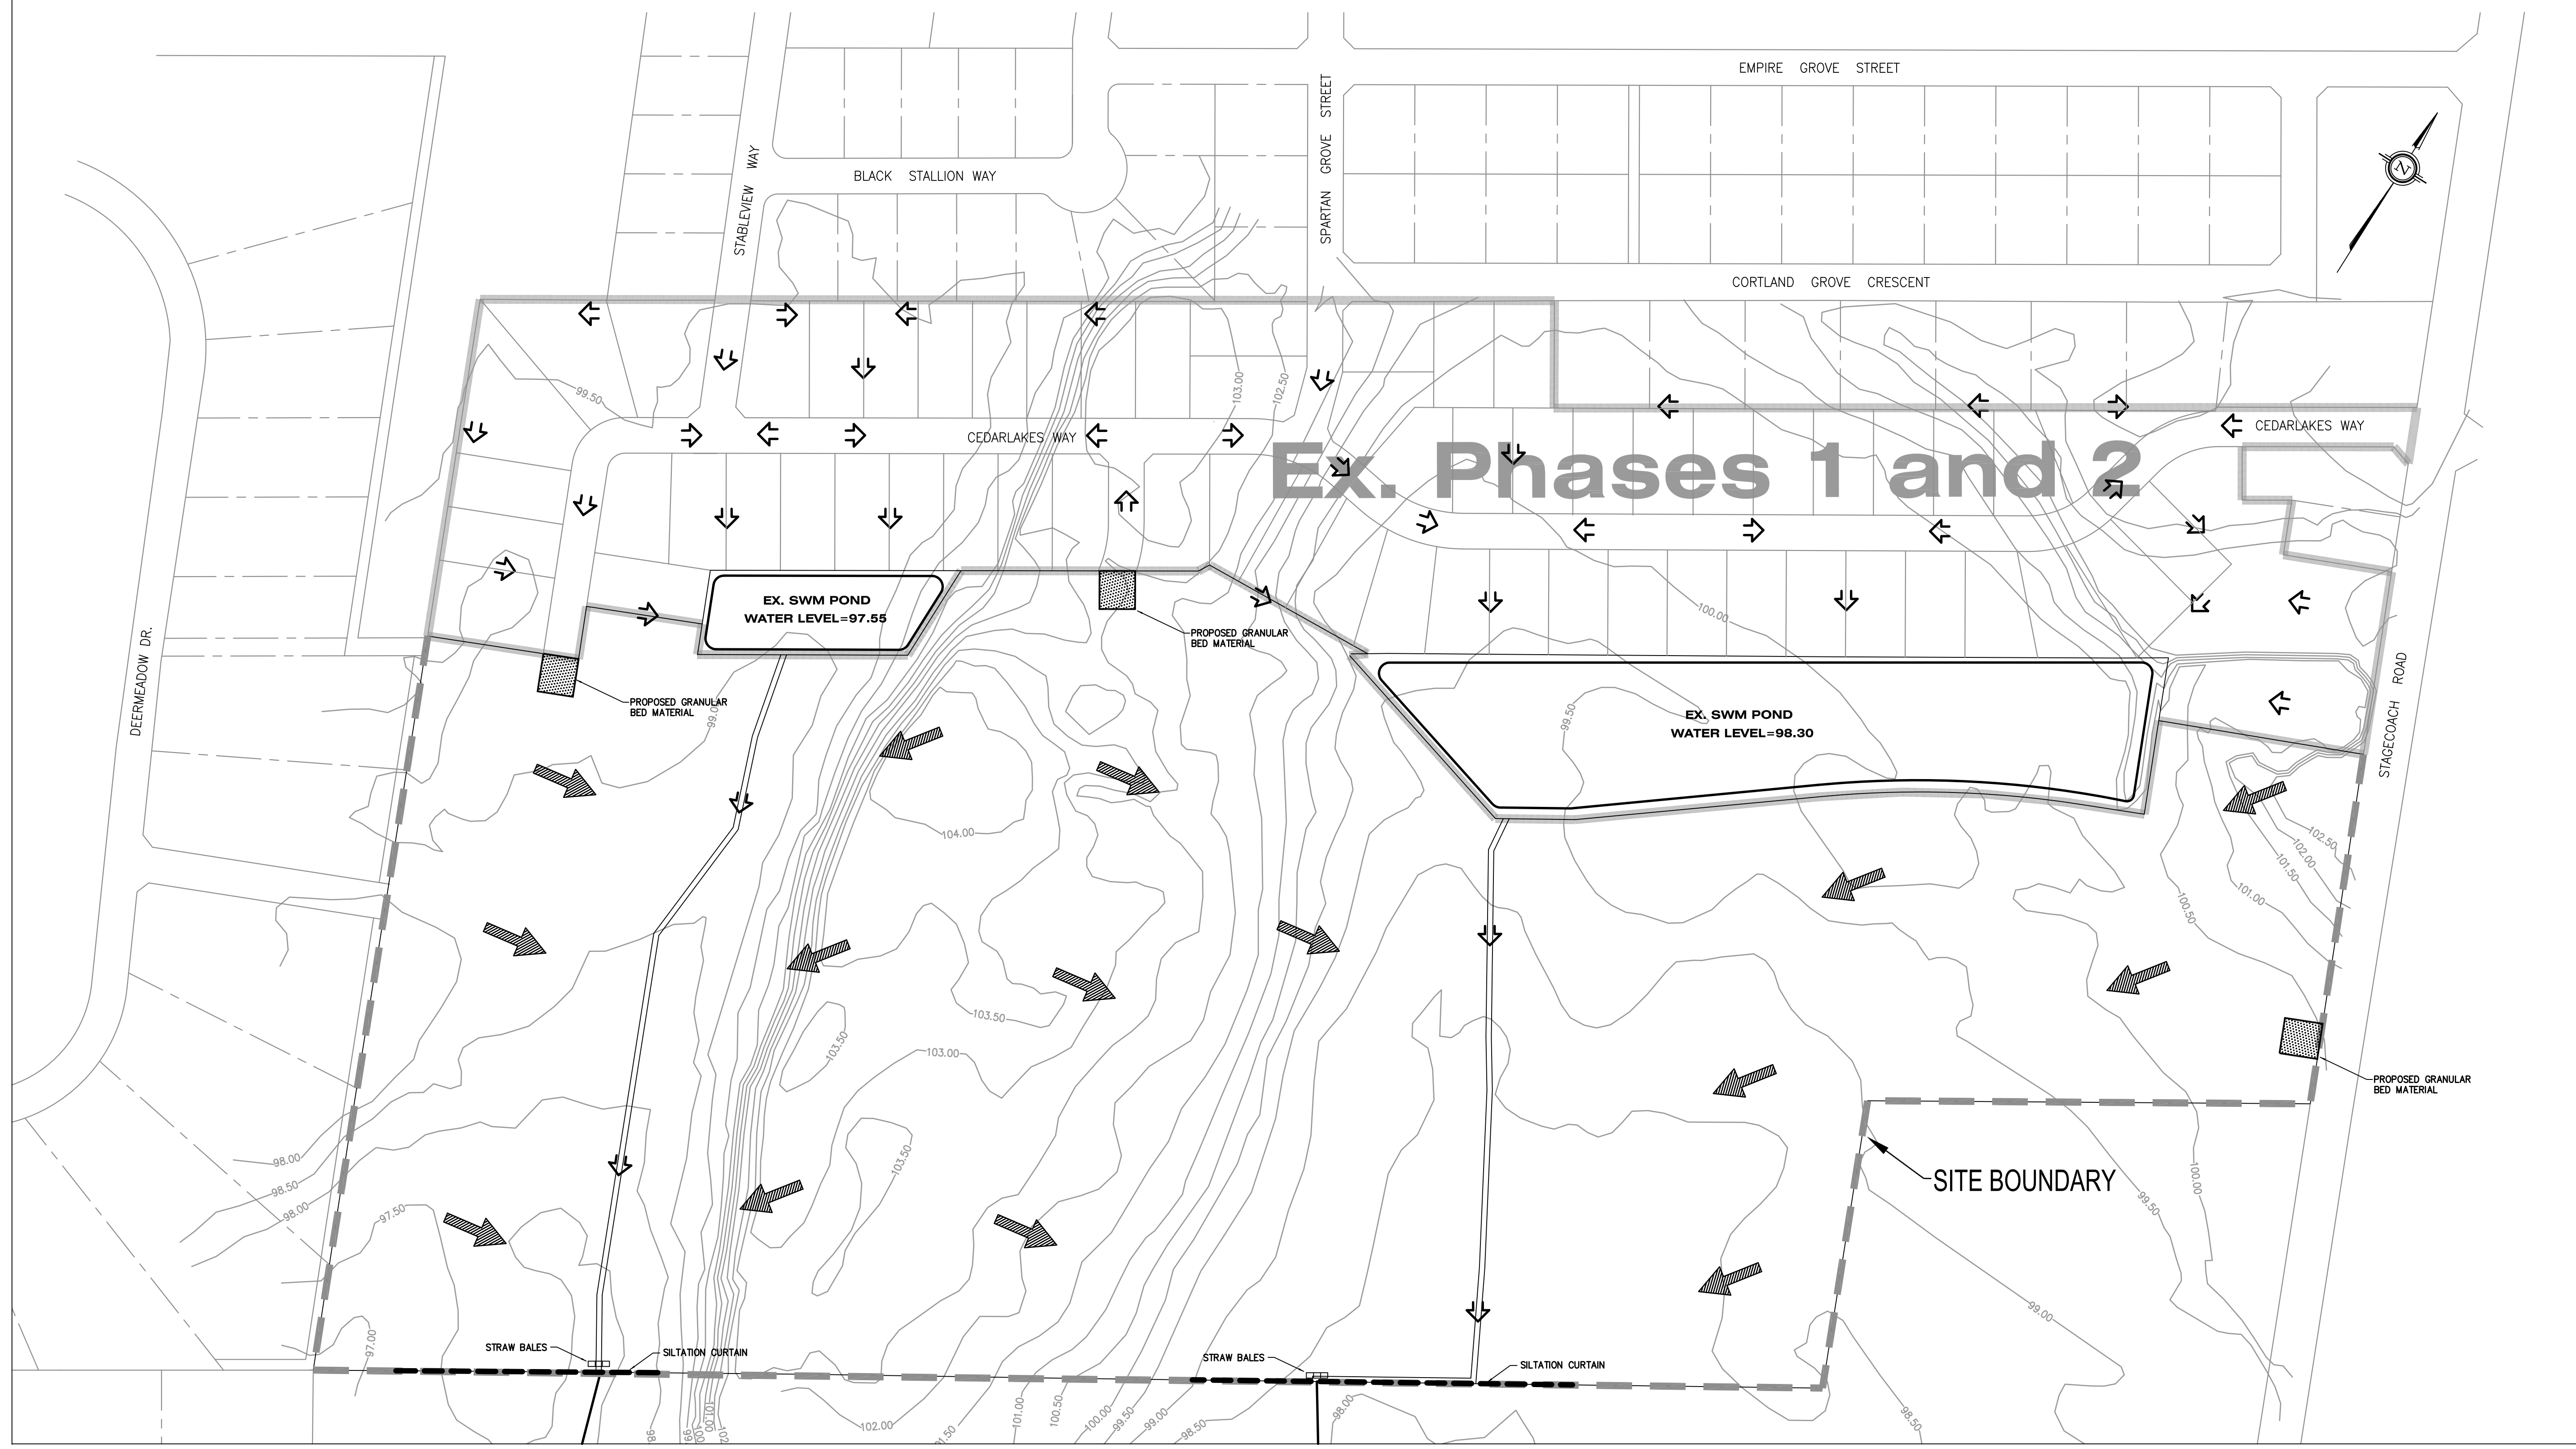 EMPIRE GROVE STREET
SPARTAN GROVE STREET
STABLEVIEW WAY
BLACK STALLION WAY
N
CORTLAND GROVE CRESCENT
103.00
102.50
99.50
CEDARLAKES WAY
CEDARLAKES WAY
Ex. Phases 1 and 2
EX. SWM POND
WATER LEVEL=97.55
100.00
PROPOSED GRANULAR
BED MATERIAL
DEERMEADOW DR.
PROPOSED GRANULAR
BED MATERIAL
99.00
99.50
EX. SWM POND
WATER LEVEL=98.30
STAGECOACH ROAD
104.00
102.50
102.00
101.50
101.00
100.50
103.50
103.50
103.00
PROPOSED GRANULAR
BED MATERIAL
98.00
98.50
98.00
97.50
103.50
SITE BOUNDARY
100.00
99.50
99.00
97.00
STRAW BALES
SILTATION CURTAIN
STRAW BALES
SILTATION CURTAIN
101.00
102.00
101.00
100.50
100.00
99.50
99.00
98.50
98.00
98.50